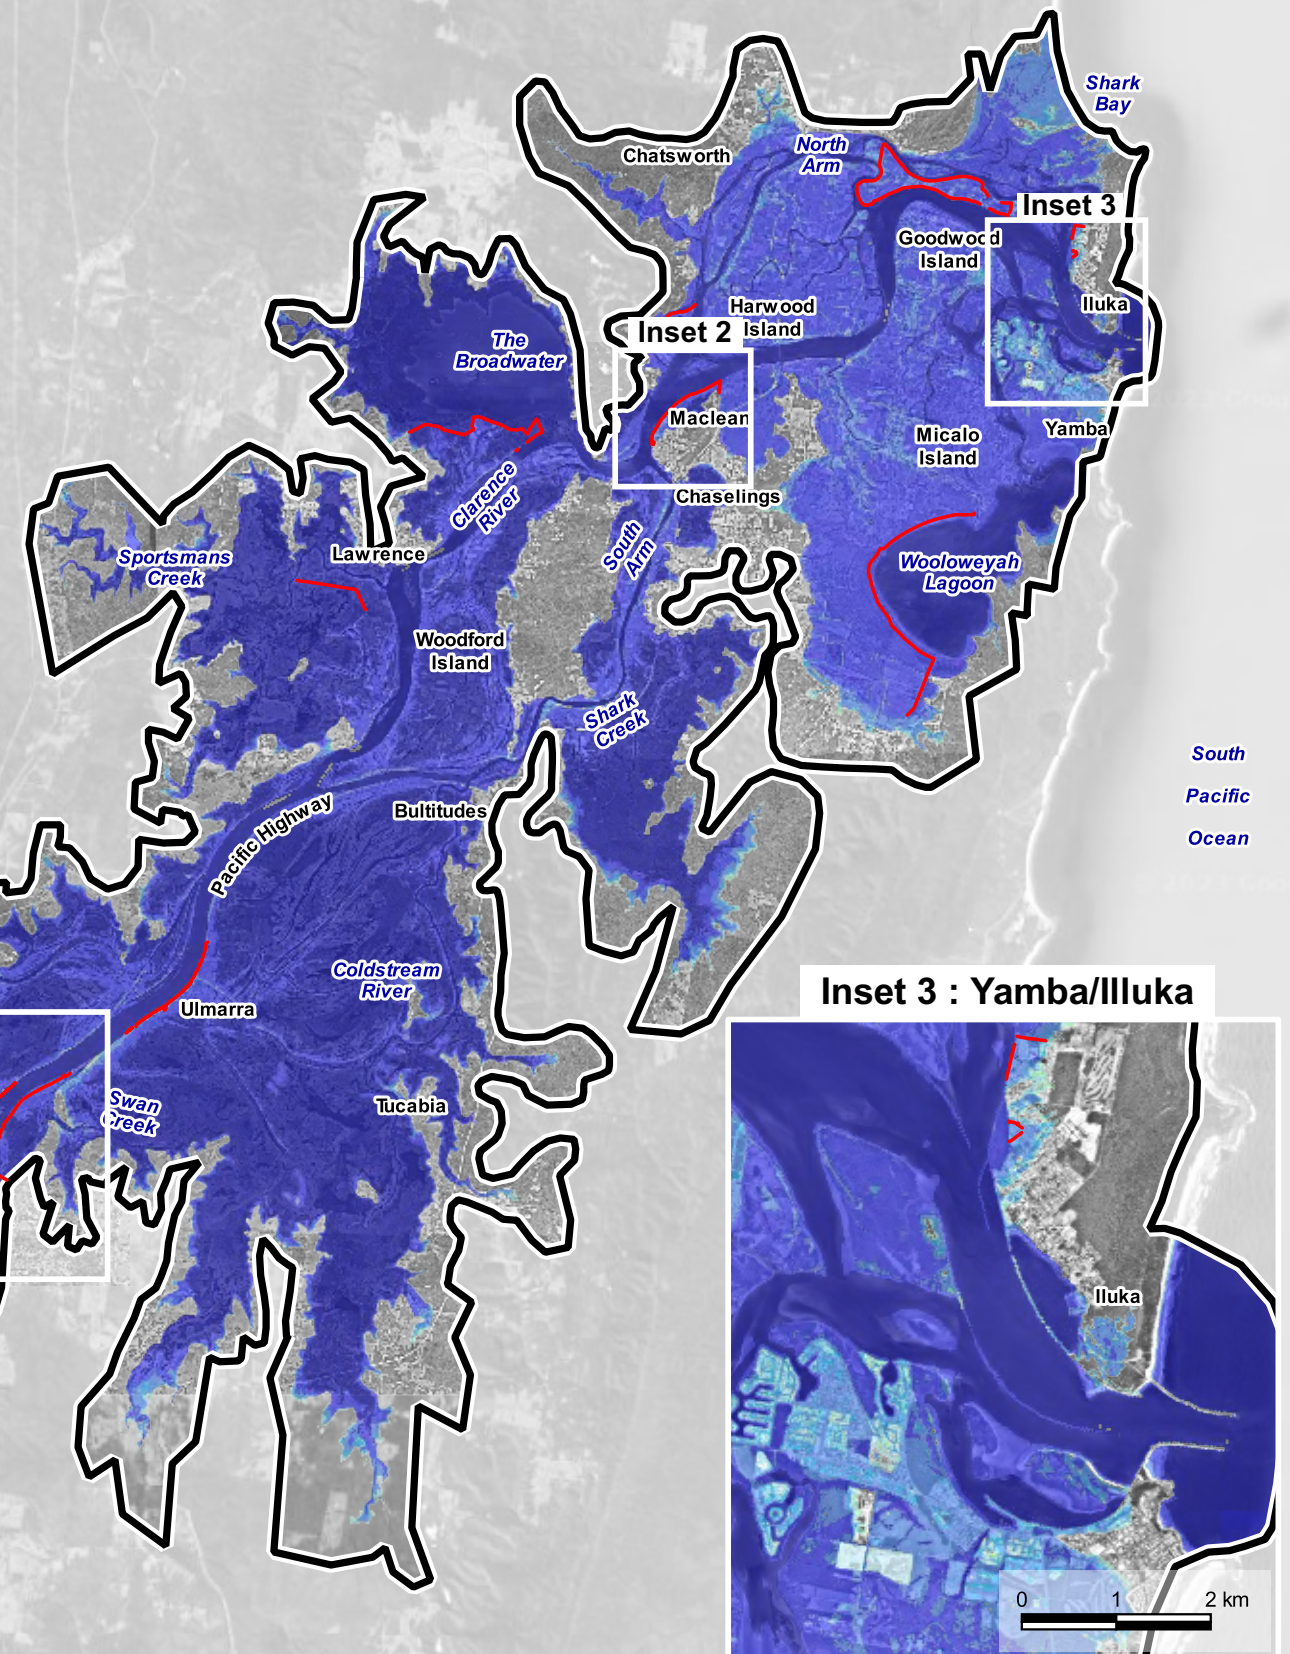 Shark
Bay
North
Arm
Chatsworth
Inset 3
Goodwood
Island
Iluka
Harwood
Island
Inset 2
The
Broadwater
Maclean
Yamba
Micalo
Island
Clarence
River
Chaselings
South
Arm
Lawrence
Sportsmans
Creek
Wooloweyah
Lagoon
Woodford
Island
Shark
Creek
South
Pacific
Ocean
Bultitudes
Pacific Highway
Coldstream
River
Ulmarra
Swan
Creek
Tucabia
Inset 3 : Yamba/Illuka
Iluka
0 1 2 km